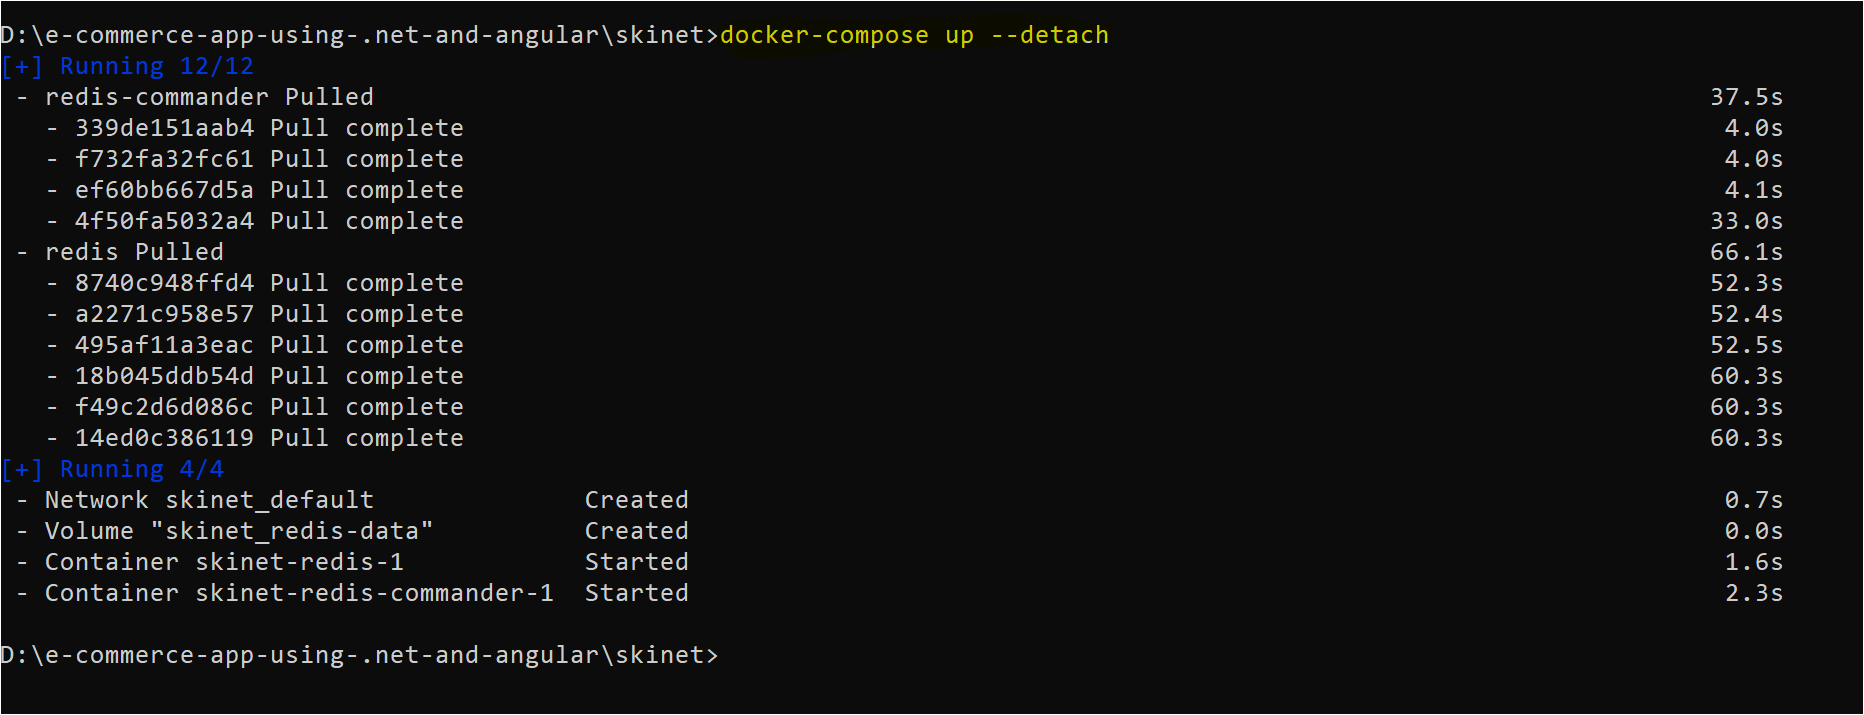 D:\e-commerce-app-using-.net-and-angular\skinet>docker-compose up --detach
[+] Running 12/12
 - redis-commander Pulled 37.5s
   - 339de151aab4 Pull complete 4.0s
   - f732fa32fc61 Pull complete 4.0s
   - ef60bb667d5a Pull complete 4.1s
   - 4f50fa5032a4 Pull complete 33.0s
 - redis Pulled 66.1s
   - 8740c948ffd4 Pull complete 52.3s
   - a2271c958e57 Pull complete 52.4s
   - 495af11a3eac Pull complete 52.5s
   - 18b045ddb54d Pull complete 60.3s
   - f49c2d6d086c Pull complete 60.3s
   - 14ed0c386119 Pull complete 60.3s
[+] Running 4/4
 - Network skinet_default Created 0.7s
 - Volume "skinet_redis-data" Created 0.0s
 - Container skinet-redis-1 Started 1.6s
 - Container skinet-redis-commander-1 Started 2.3s
D:\e-commerce-app-using-.net-and-angular\skinet>